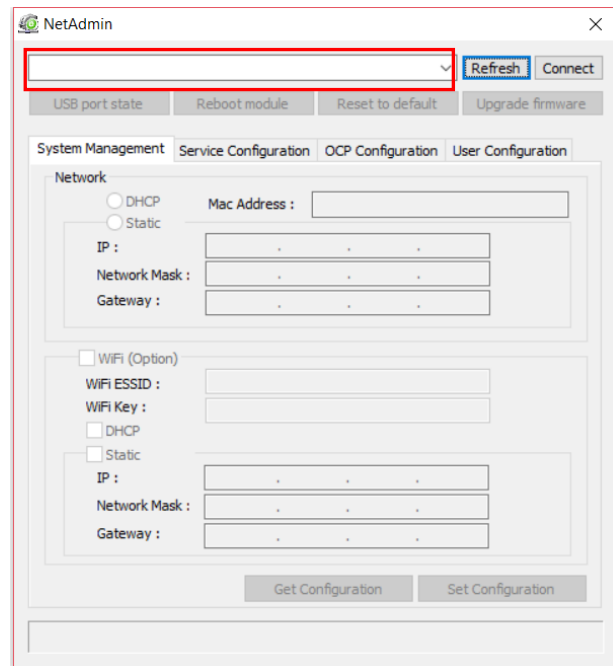 NetAdmin
Refresh Connect
USB port state Reboot module Reset to default Upgrade firmware
System Management Service Configuration OCP Configuration User Configuration
Network
DHCP Mac Address :
Static
IP : . . .
Network Mask : . . .
Gateway : . . .
WiFi (Option)
WiFi ESSID :
WiFi Key :
DHCP
Static
IP : . . .
Network Mask : . . .
Gateway : . . .
Get Configuration Set Configuration